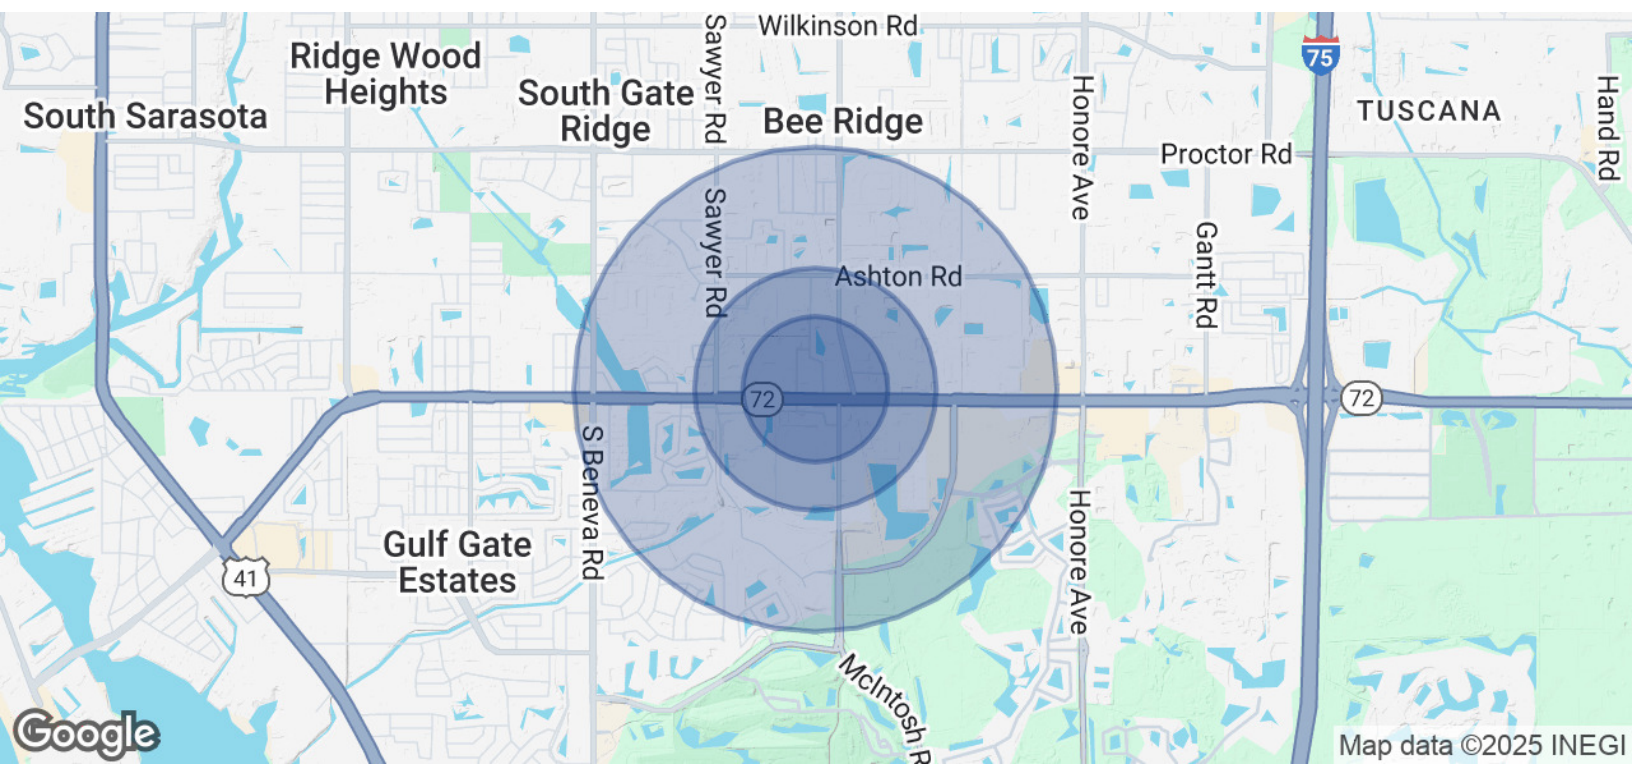 Wilkinson Rd
Sawyer Rd
75
Ridge Wood
Heights
South Gate
Ridge
Bee Ridge
South Sarasota
Honore Ave
TUSCANA
Hand Rd
Proctor Rd
Sawyer Rd
Gantt Rd
Ashton Rd
72
72
S Beneva Rd
Gulf Gate
Estates
41
Honore Ave
McIntosh R
Google
Map data ©2025 INEGI